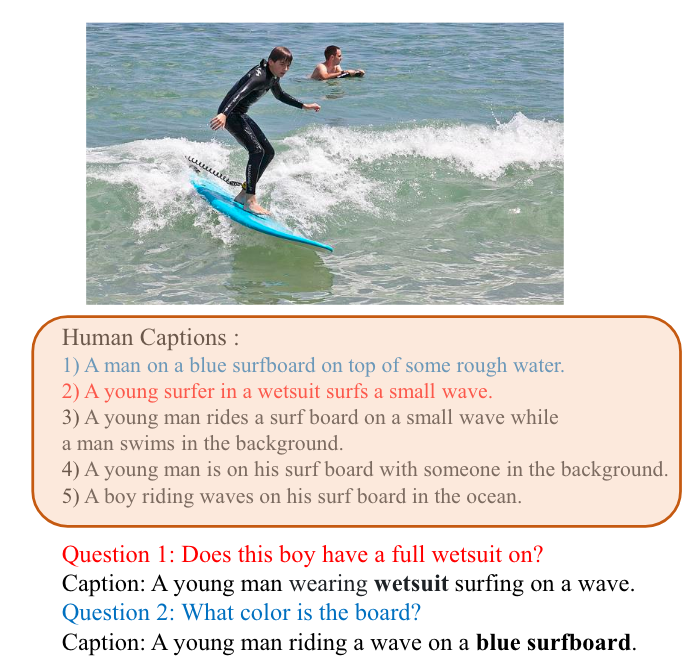 Human Captions :
1) A man on a blue surfboard on top of some rough water.
2) A young surfer in a wetsuit surfs a small wave.
3) A young man rides a surf board on a small wave while
a man swims in the background.
4) A young man is on his surf board with someone in the background.
5) A boy riding waves on his surf board in the ocean.
Question 1: Does this boy have a full wetsuit on?
Caption: A young man wearing wetsuit surfing on a wave.
Question 2: What color is the board?
Caption: A young man riding a wave on a blue surfboard.